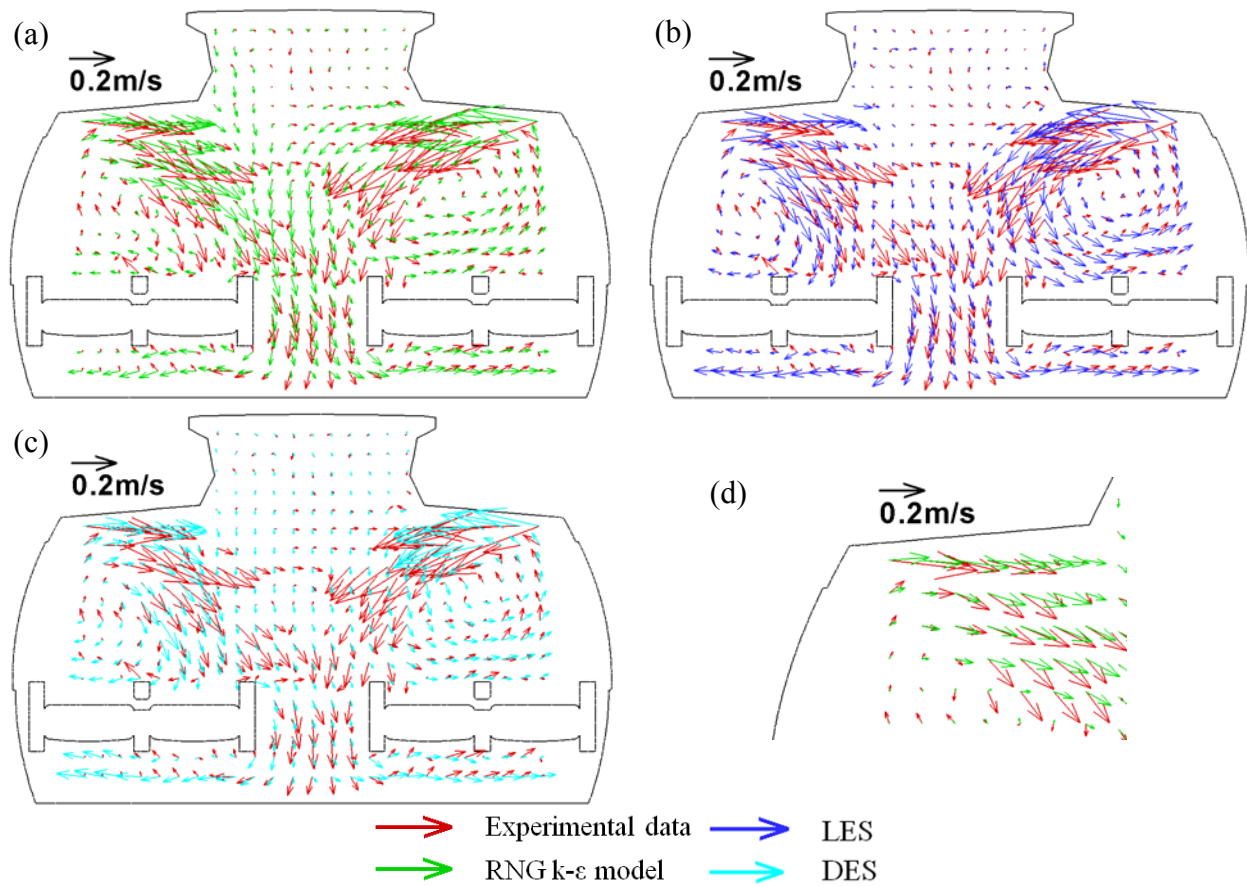 (a)
0.2m/s
(b)
0.2m/s
(c)
0.2m/s
(d)
0.2m/s
Experimental data
LES
RNG k-ε model
DES